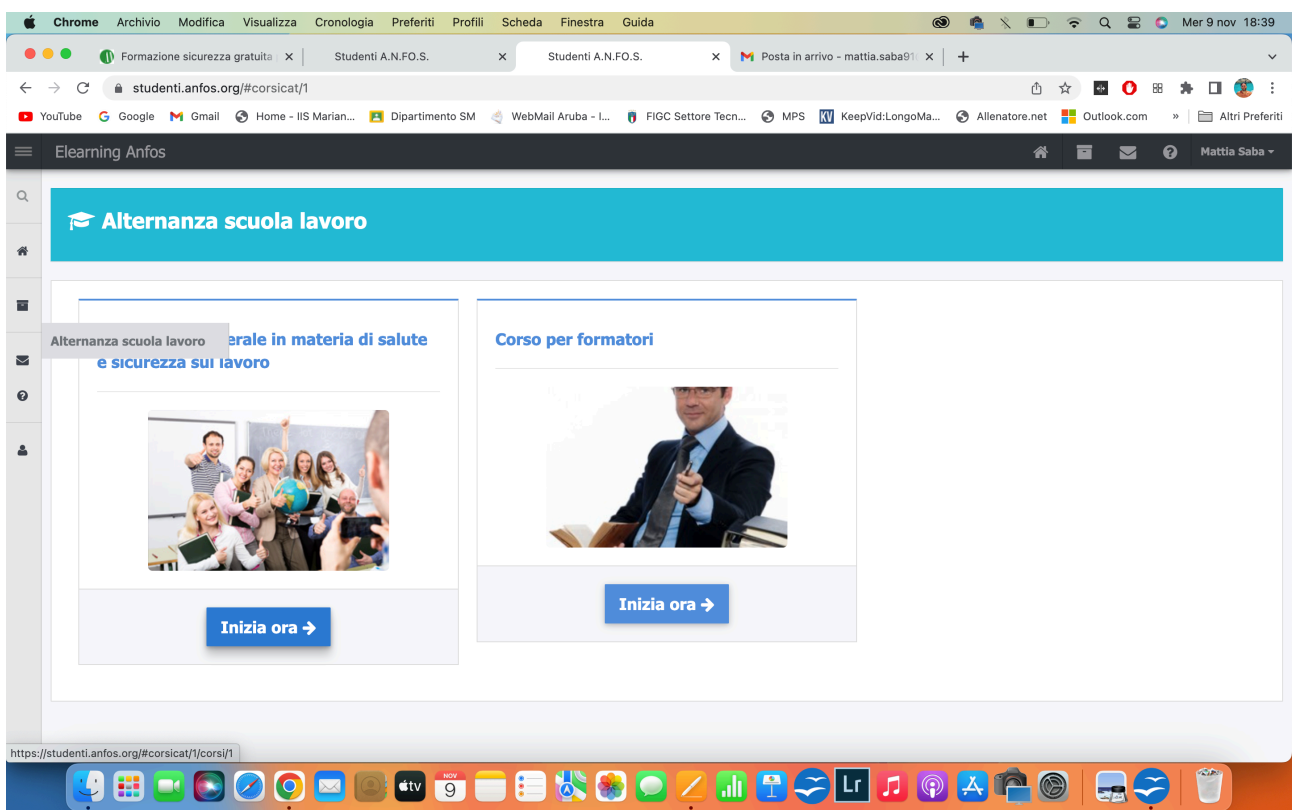 Chrome Archivio Modifica Visualizza Cronologia Preferiti Profili Scheda Finestra Guida Mer 9 nov 18:39
Formazione sicurezza gratuita Studenti A.N.FO.S. Studenti A.N.FO.S. Posta in arrivo - mattia.saba91
studenti.anfos.org/#corsicat/1
YouTube Google Gmail Home - IIS Marian... Dipartimento SM WebMail Aruba - I... FIGC Settore Tecn... MPS KV KeepVid:LongoMa... Allenatore.net Outlook.com » Altri Preferiti
Elearning Anfos Mattia Saba
Alternanza scuola lavoro
Alternanza scuola lavoro
erale in materia di salute
e sicurezza sul lavoro
Corso per formatori
Inizia ora
Inizia ora
https://studenti.anfos.org/#corsicat/1/corsi/1
tv NOV 9 Lr